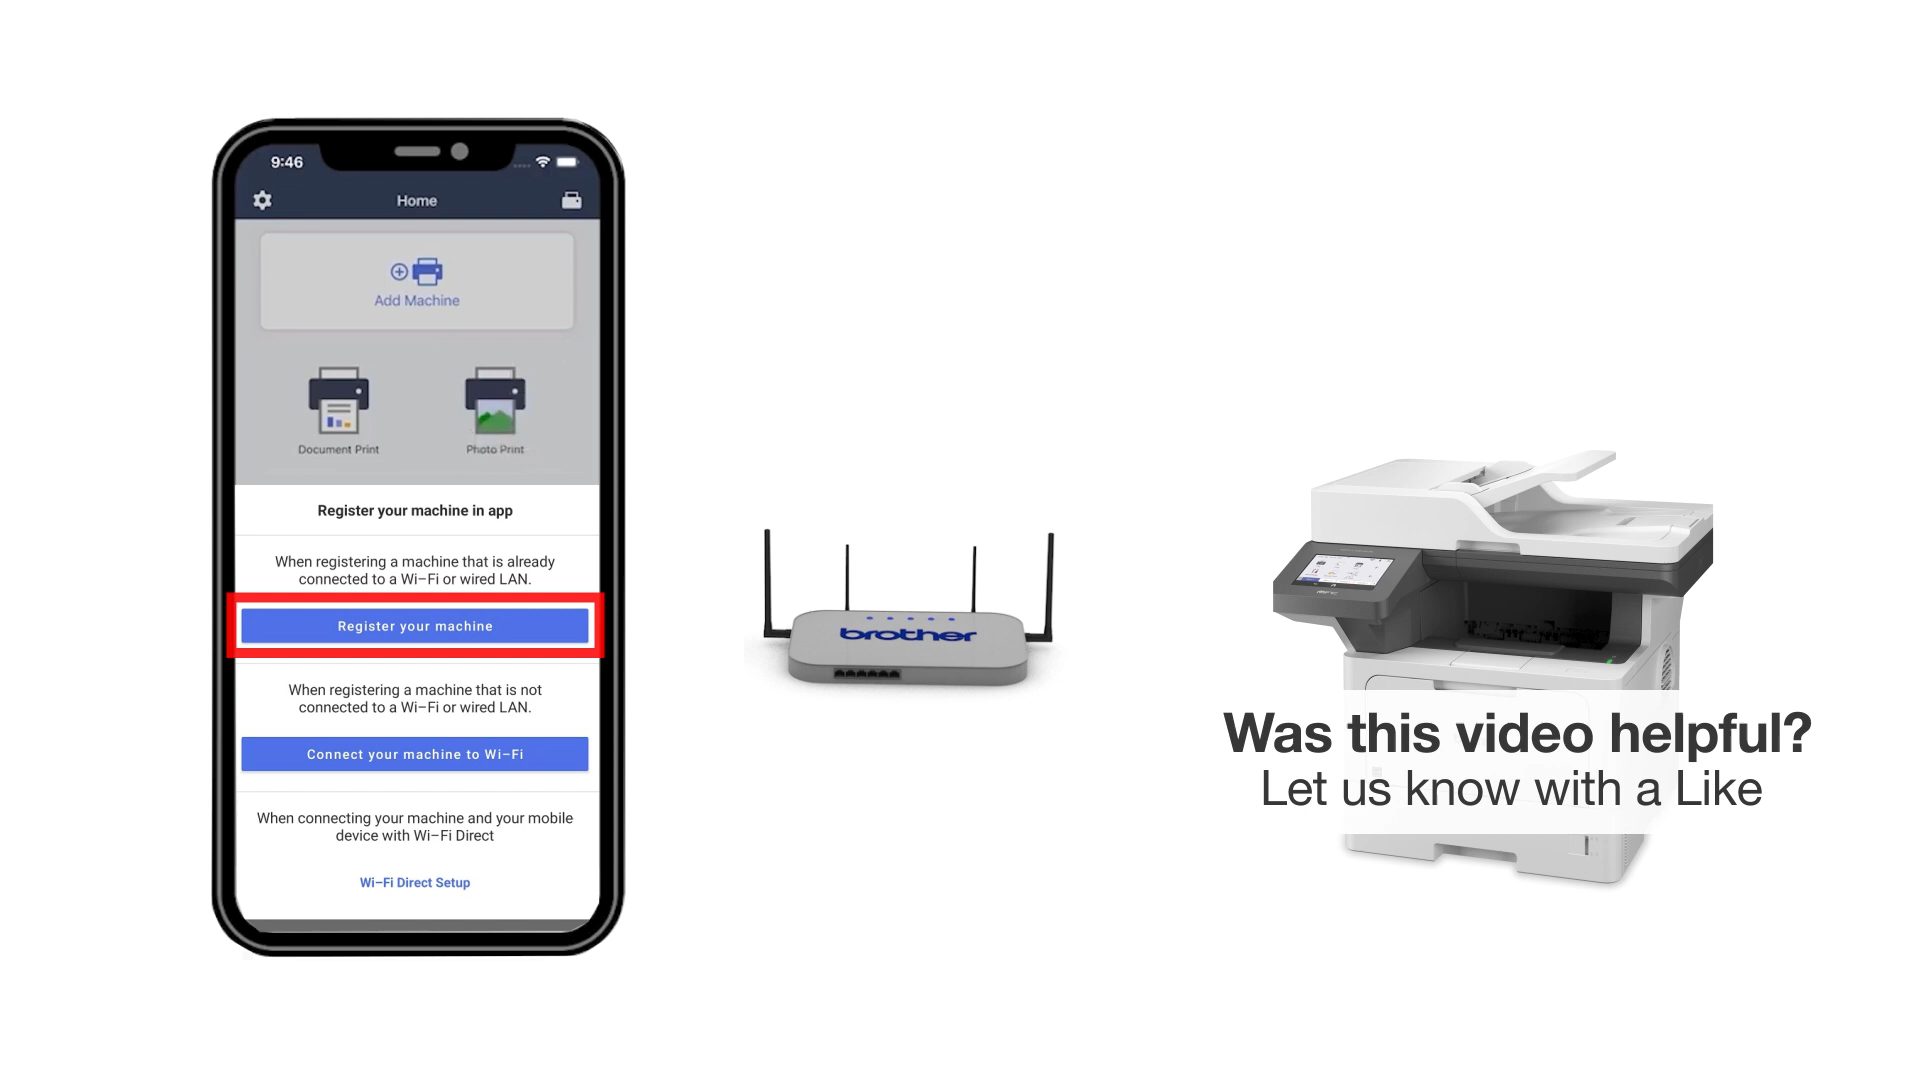 9:46
Home
Add Machine
Document Print
Photo Print
Register your machine in app
When registering a machine that is already
connected to a Wi-Fi or wired LAN.
Register your machine
When registering a machine that is not
connected to a Wi-Fi or wired LAN.
Connect your machine to Wi-Fi
When connecting your machine and your mobile
device with Wi-Fi Direct
Wi-Fi Direct Setup
brother
Was this video helpful?
Let us know with a Like